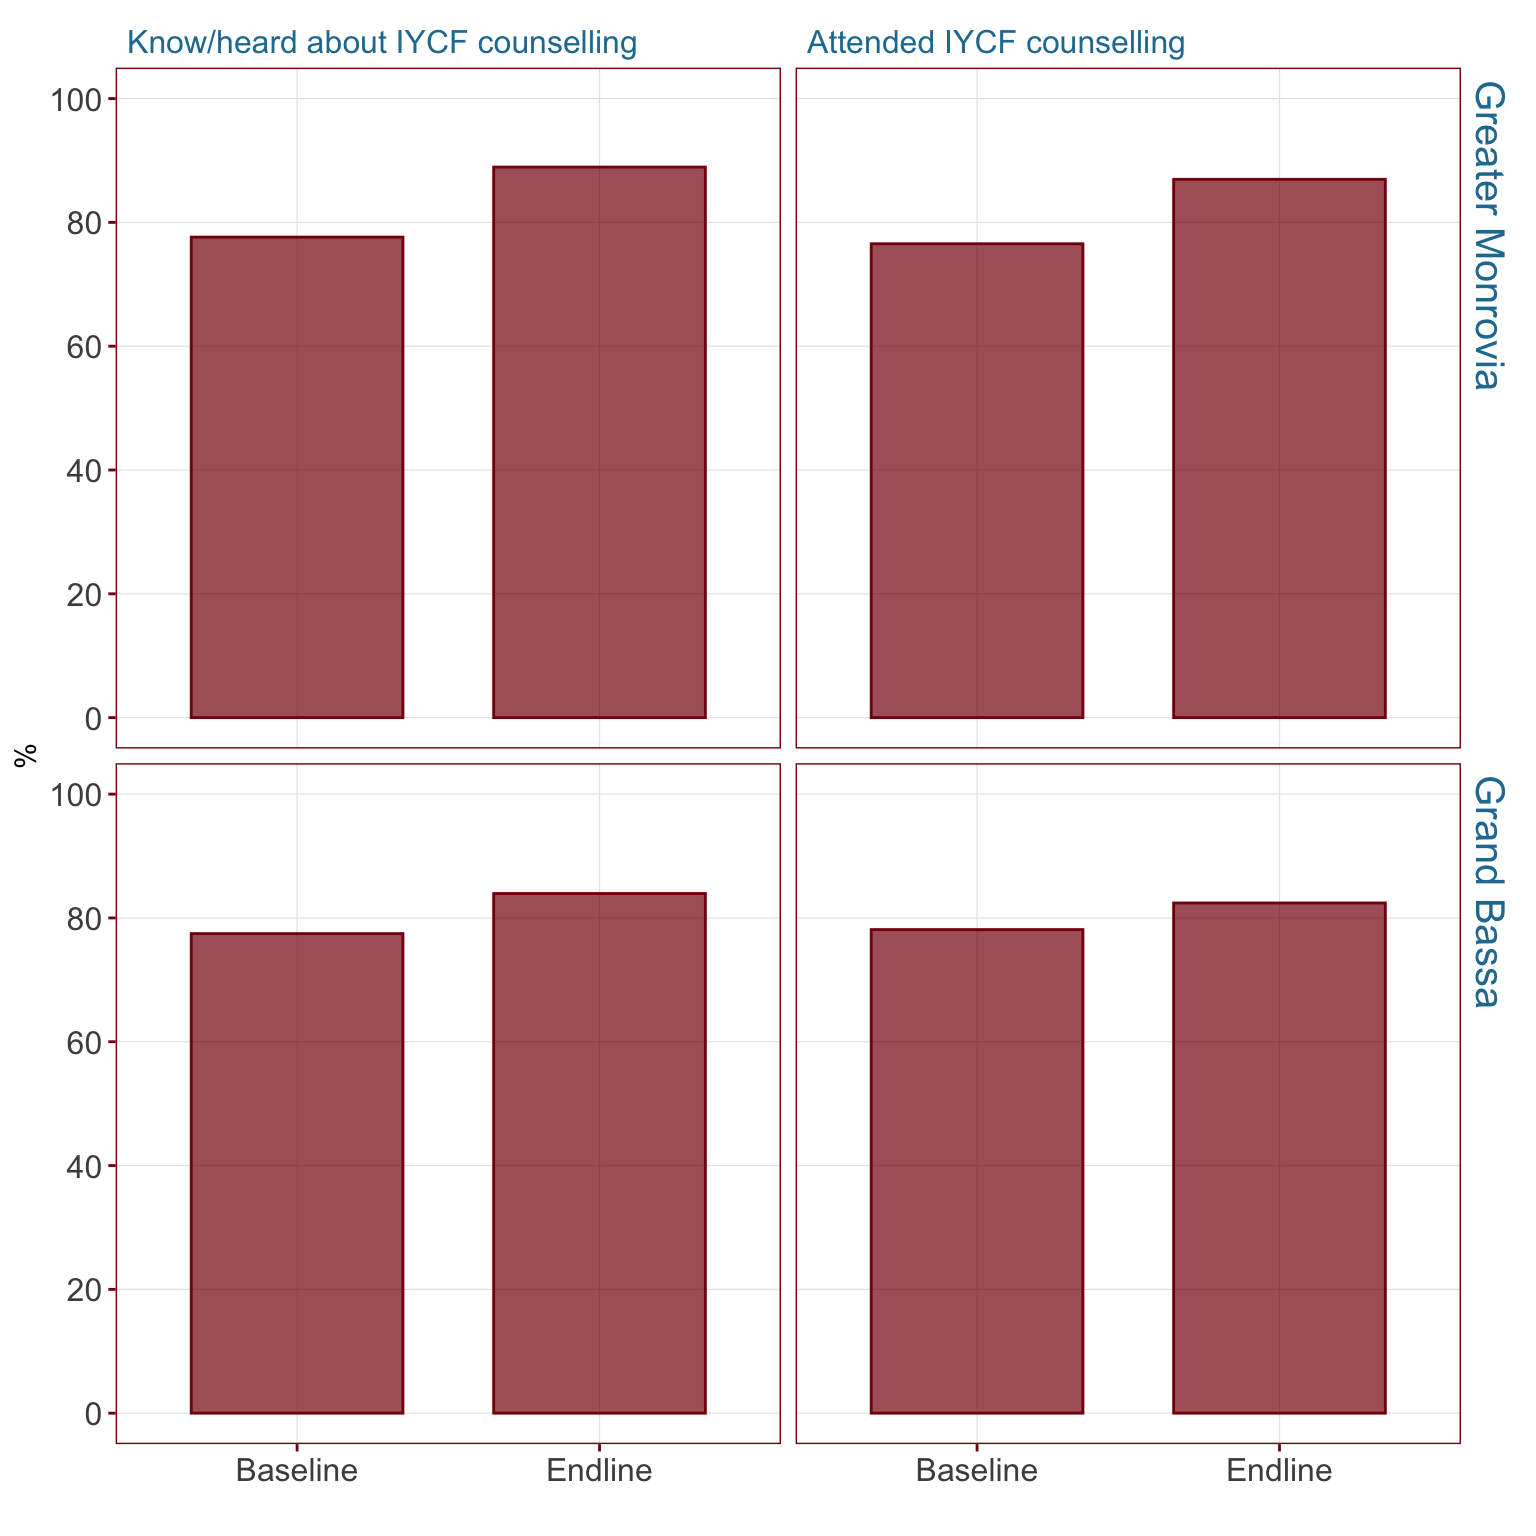 Know/heard about IYCF counselling
Attended IYCF counselling
100
80
60
40
20
0
Greater Monrovia
%
100
80
60
40
20
0
Grand Bassa
Baseline
Endline
Baseline
Endline